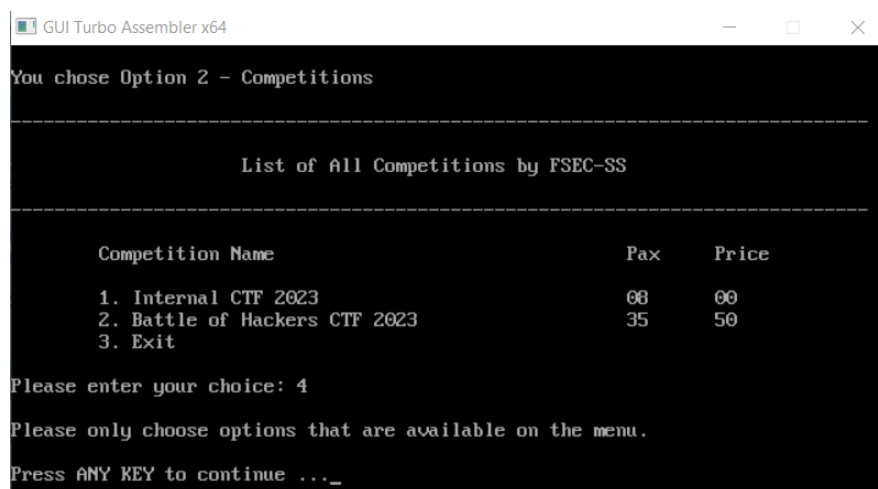 GUI Turbo Assembler x64
You chose Option 2 - Competitions
------------------------------------------------------------------------------
List of All Competitions by FSEC-SS
------------------------------------------------------------------------------
Competition Name Pax Price
1. Internal CTF 2023 08 00
2. Battle of Hackers CTF 2023 35 50
3. Exit
Please enter your choice: 4
Please only choose options that are available on the menu.
Press ANY KEY to continue ..._